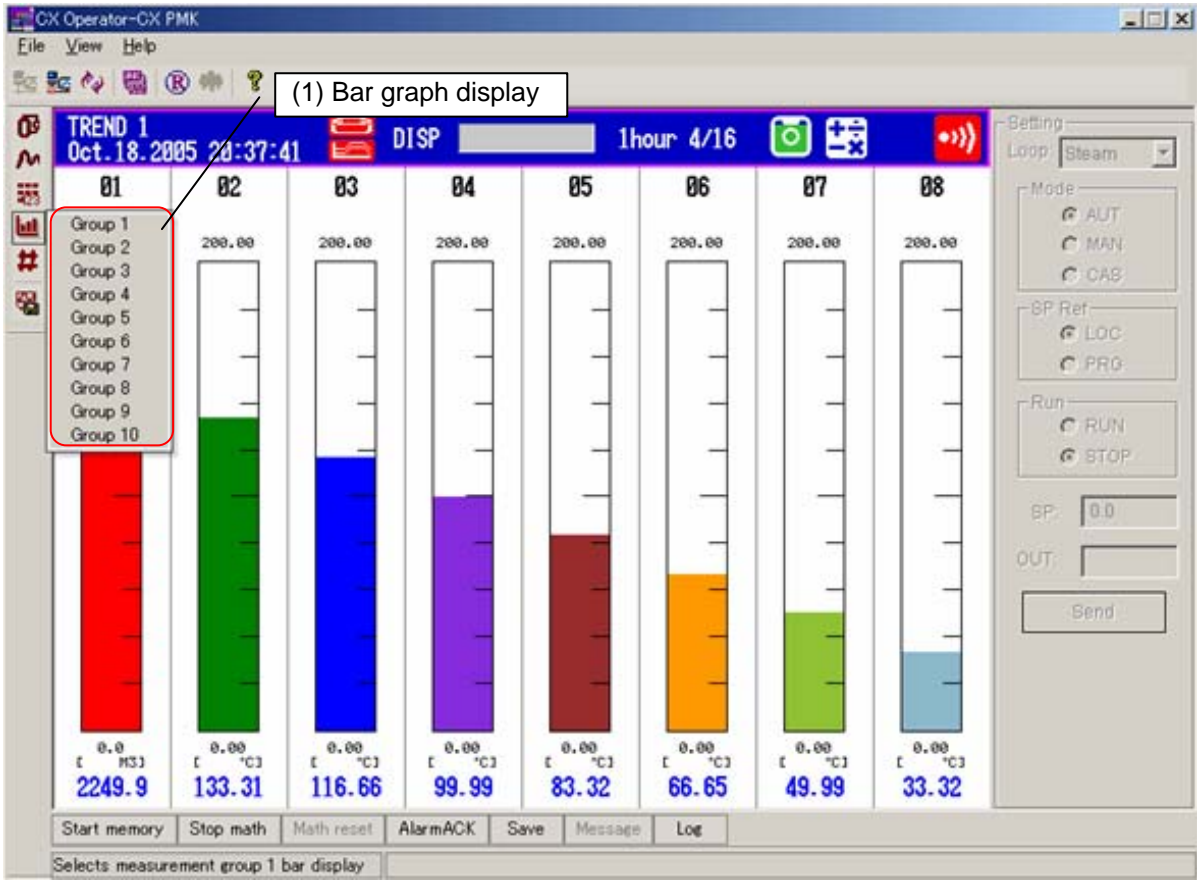 CX Operator-CX PMK
File View Help
(1) Bar graph display
TREND 1
Oct.18.2005 20:37:41
DISP
1hour 4/16
Setting
Loop: Steam
01 02 03 04 05 06 07 08
Mode
AUT
MAN
CAS
Group 1
Group 2
Group 3
Group 4
Group 5
Group 6
Group 7
Group 8
Group 9
Group 10
200.00 200.00 200.00 200.00 200.00 200.00 200.00
SP Ref
LOC
PRG
Run
RUN
STOP
SP: 0.0
OUT:
Send
0.0 0.00 0.00 0.00 0.00 0.00 0.00 0.00
[ M3] [ °C] [ °C] [ °C] [ °C] [ °C] [ °C] [ °C]
2249.9 133.31 116.66 99.99 83.32 66.65 49.99 33.32
Start memory Stop math Math reset AlarmACK Save Message Log
Selects measurement group 1 bar display